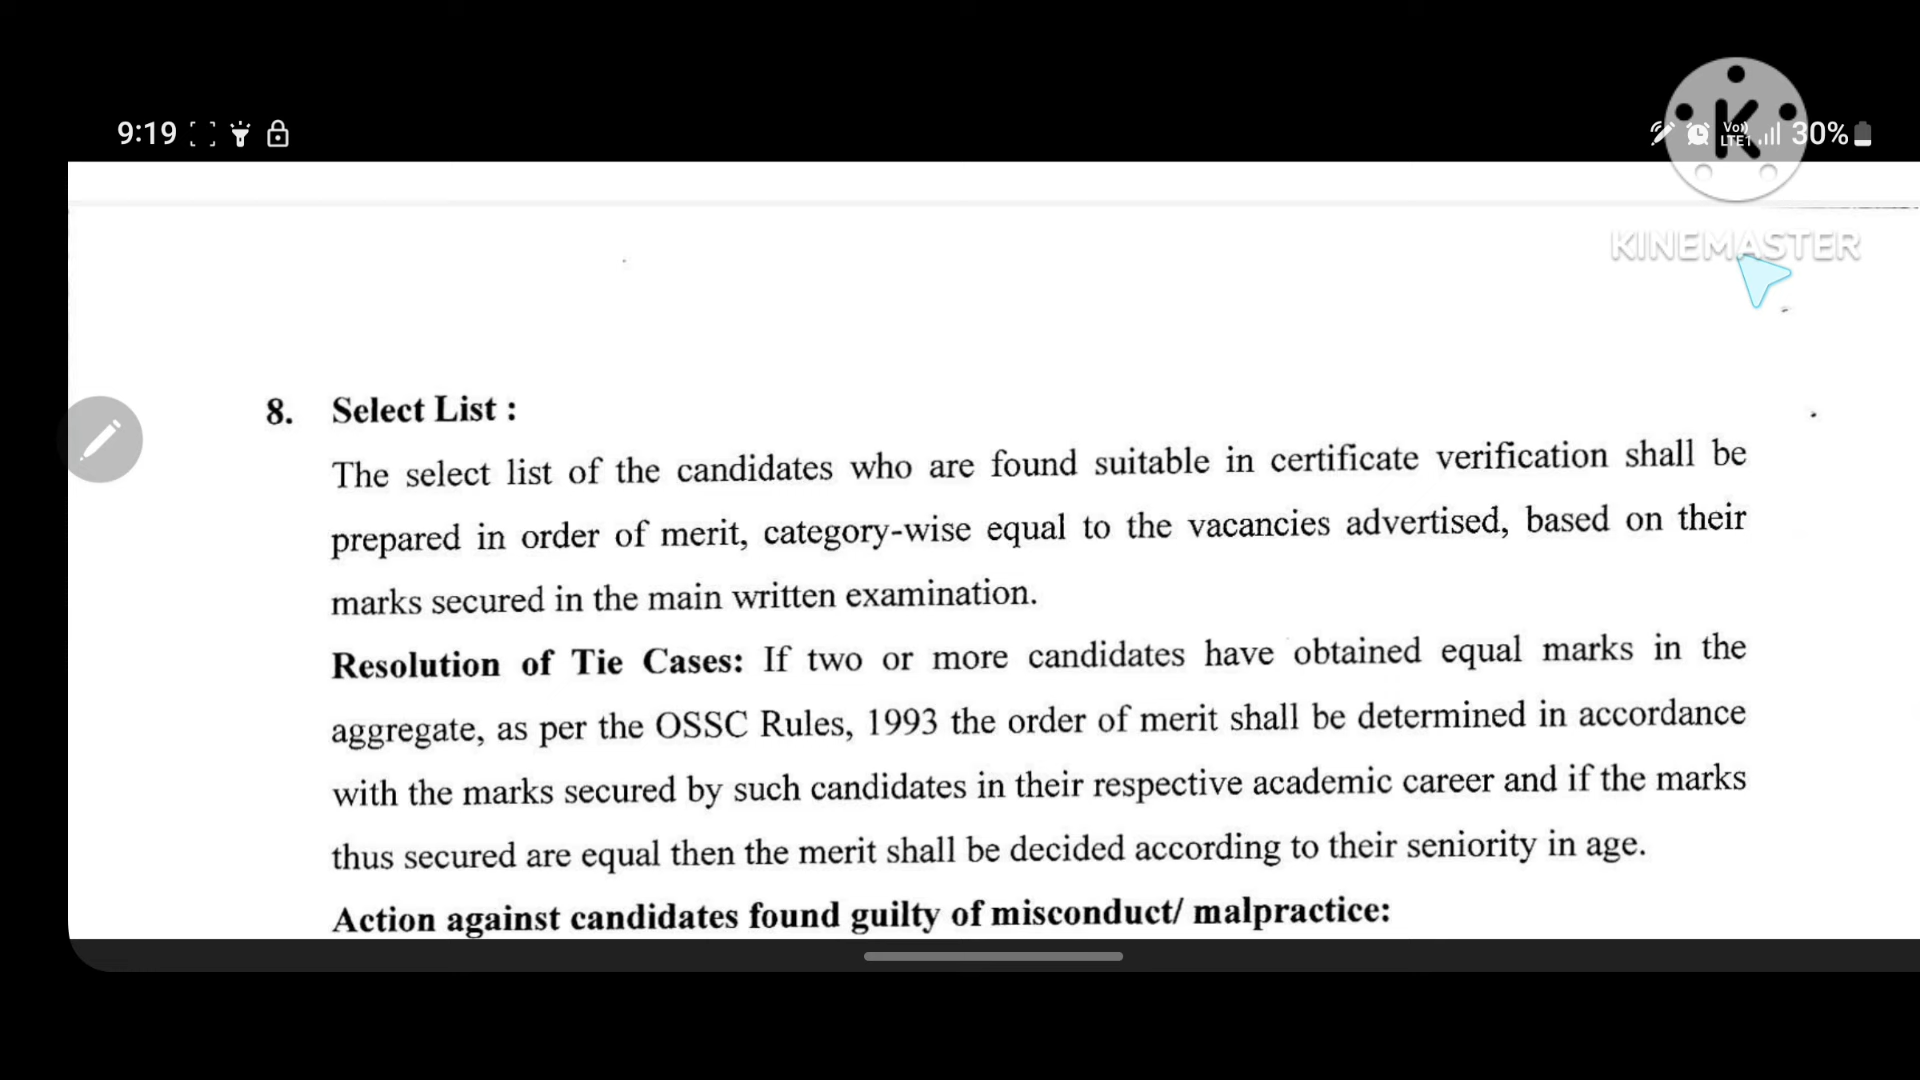 9:19
Vo)) LTE1 30%
KINEMASTER
8. Select List :
The select list of the candidates who are found suitable in certificate verification shall be
prepared in order of merit, category-wise equal to the vacancies advertised, based on their
marks secured in the main written examination.
Resolution of Tie Cases: If two or more candidates have obtained equal marks in the
aggregate, as per the OSSC Rules, 1993 the order of merit shall be determined in accordance
with the marks secured by such candidates in their respective academic career and if the marks
thus secured are equal then the merit shall be decided according to their seniority in age.
Action against candidates found guilty of misconduct/ malpractice: